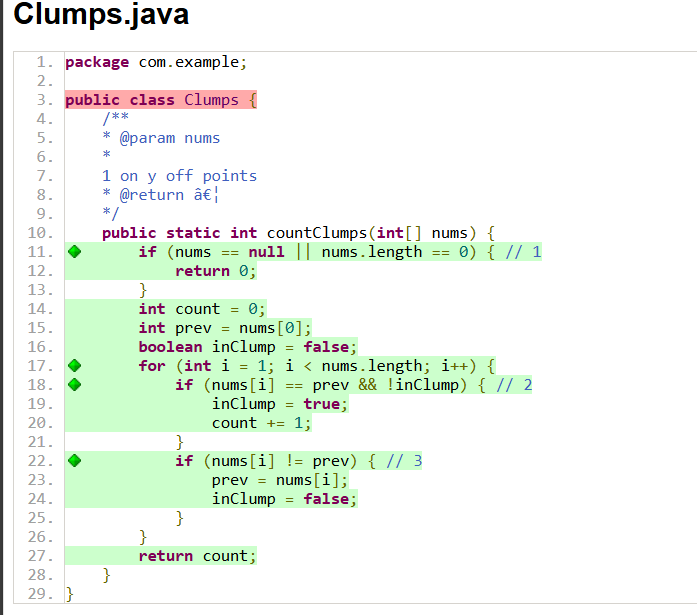 Clumps.java
1. package com.example;
2.
3. public class Clumps {
4. /**
5. * @param nums
6. *
7. 1 on y off points
8. * @return â€¦
9. */
10. public static int countClumps(int[] nums) {
11. if (nums == null || nums.length == 0) { // 1
12. return 0;
13. }
14. int count = 0;
15. int prev = nums[0];
16. boolean inClump = false;
17. for (int i = 1; i < nums.length; i++) {
18. if (nums[i] == prev && !inClump) { // 2
19. inClump = true;
20. count += 1;
21. }
22. if (nums[i] != prev) { // 3
23. prev = nums[i];
24. inClump = false;
25. }
26. }
27. return count;
28. }
29. }